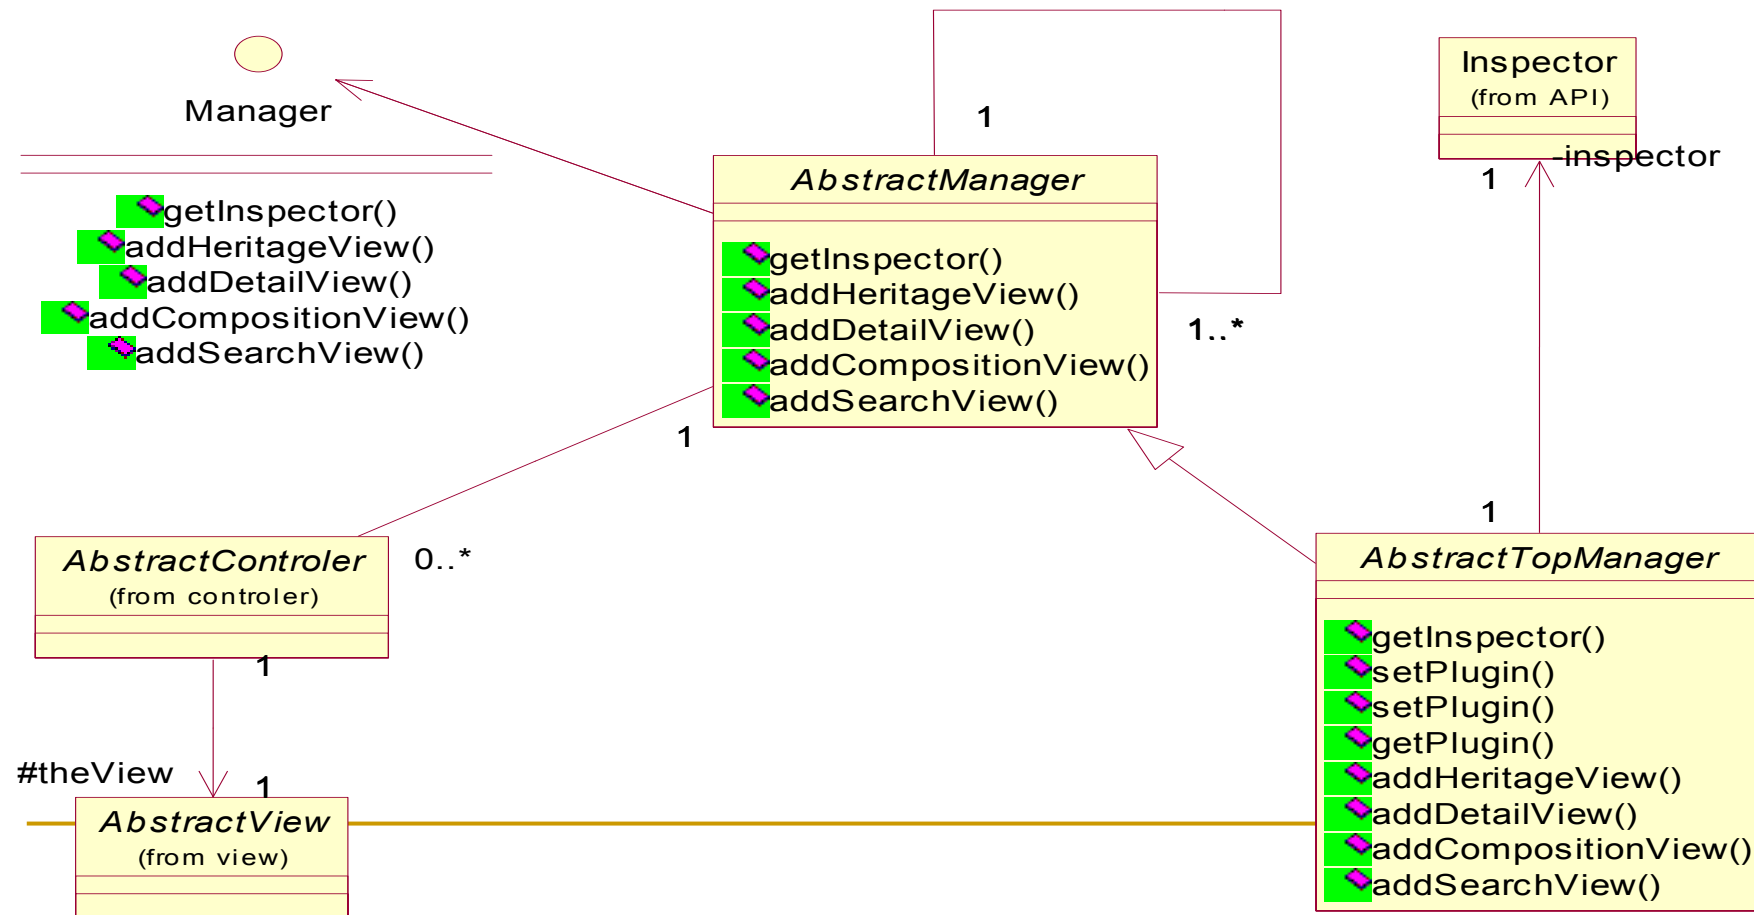 Manager
getInspector()
addHeritageView()
addDetailView()
addCompositionView()
addSearchView()
1
AbstractManager
getInspector()
addHeritageView()
addDetailView()
addCompositionView()
addSearchView()
1..*
1
Inspector
(from API)
-inspector
1
AbstractControler
(from controler)
0..*
1
#theView
1
AbstractView
(from view)
1
AbstractTopManager
getInspector()
setPlugin()
setPlugin()
getPlugin()
addHeritageView()
addDetailView()
addCompositionView()
addSearchView()